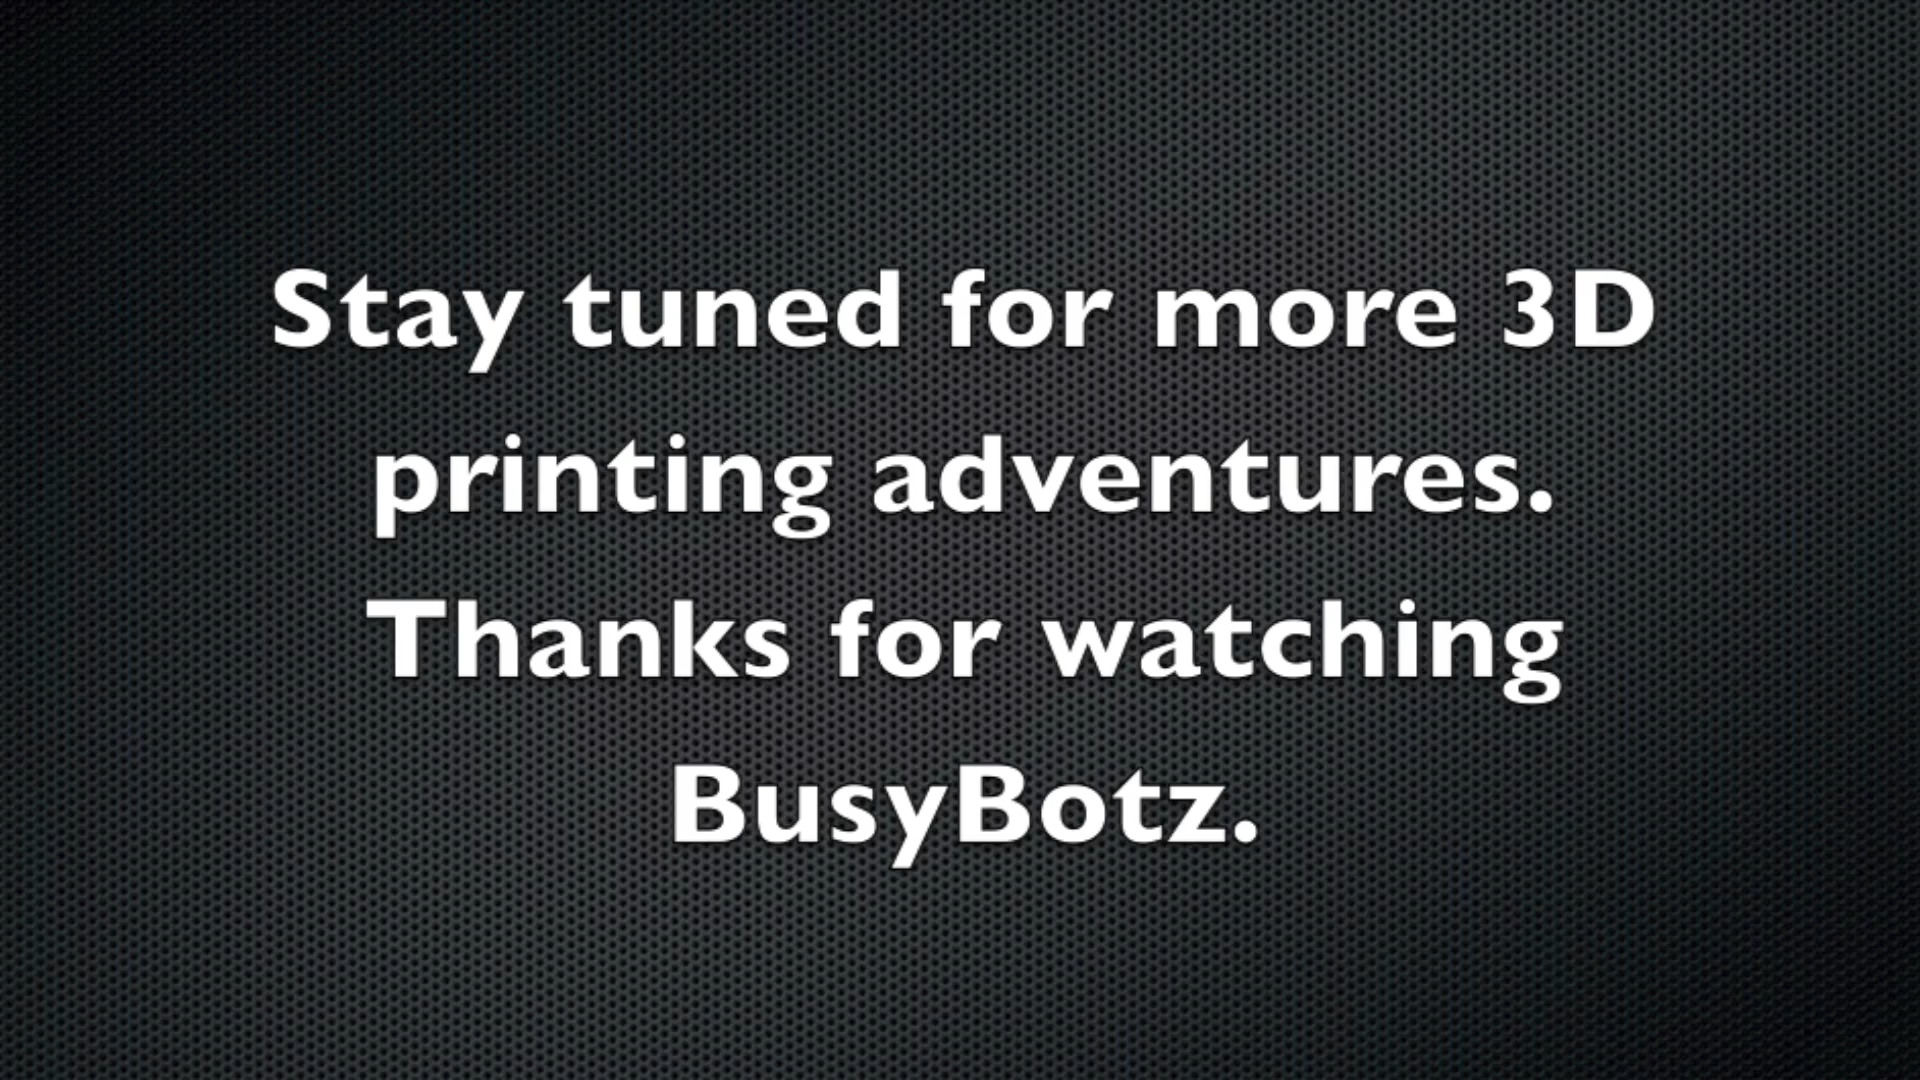 Stay tuned for more 3D
printing adventures.
Thanks for watching
BusyBotz.